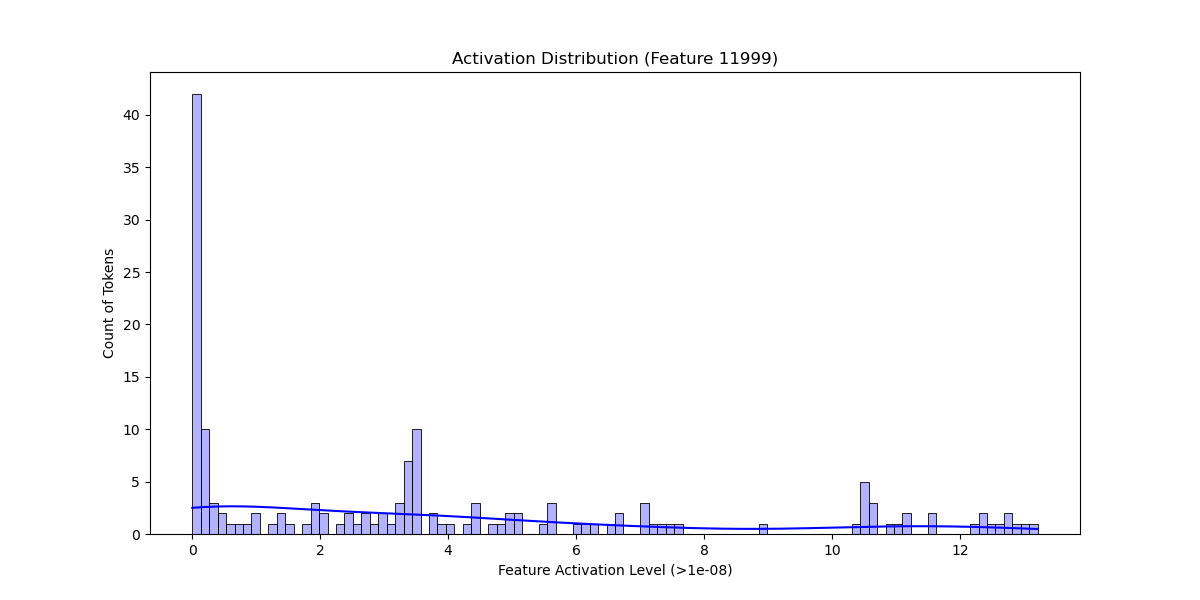 Activation Distribution (Feature 11999)
40
35
30
25
20
15
10
5
0
Count of Tokens
0 2 4 6 8 10 12
Feature Activation Level (>1e-08)